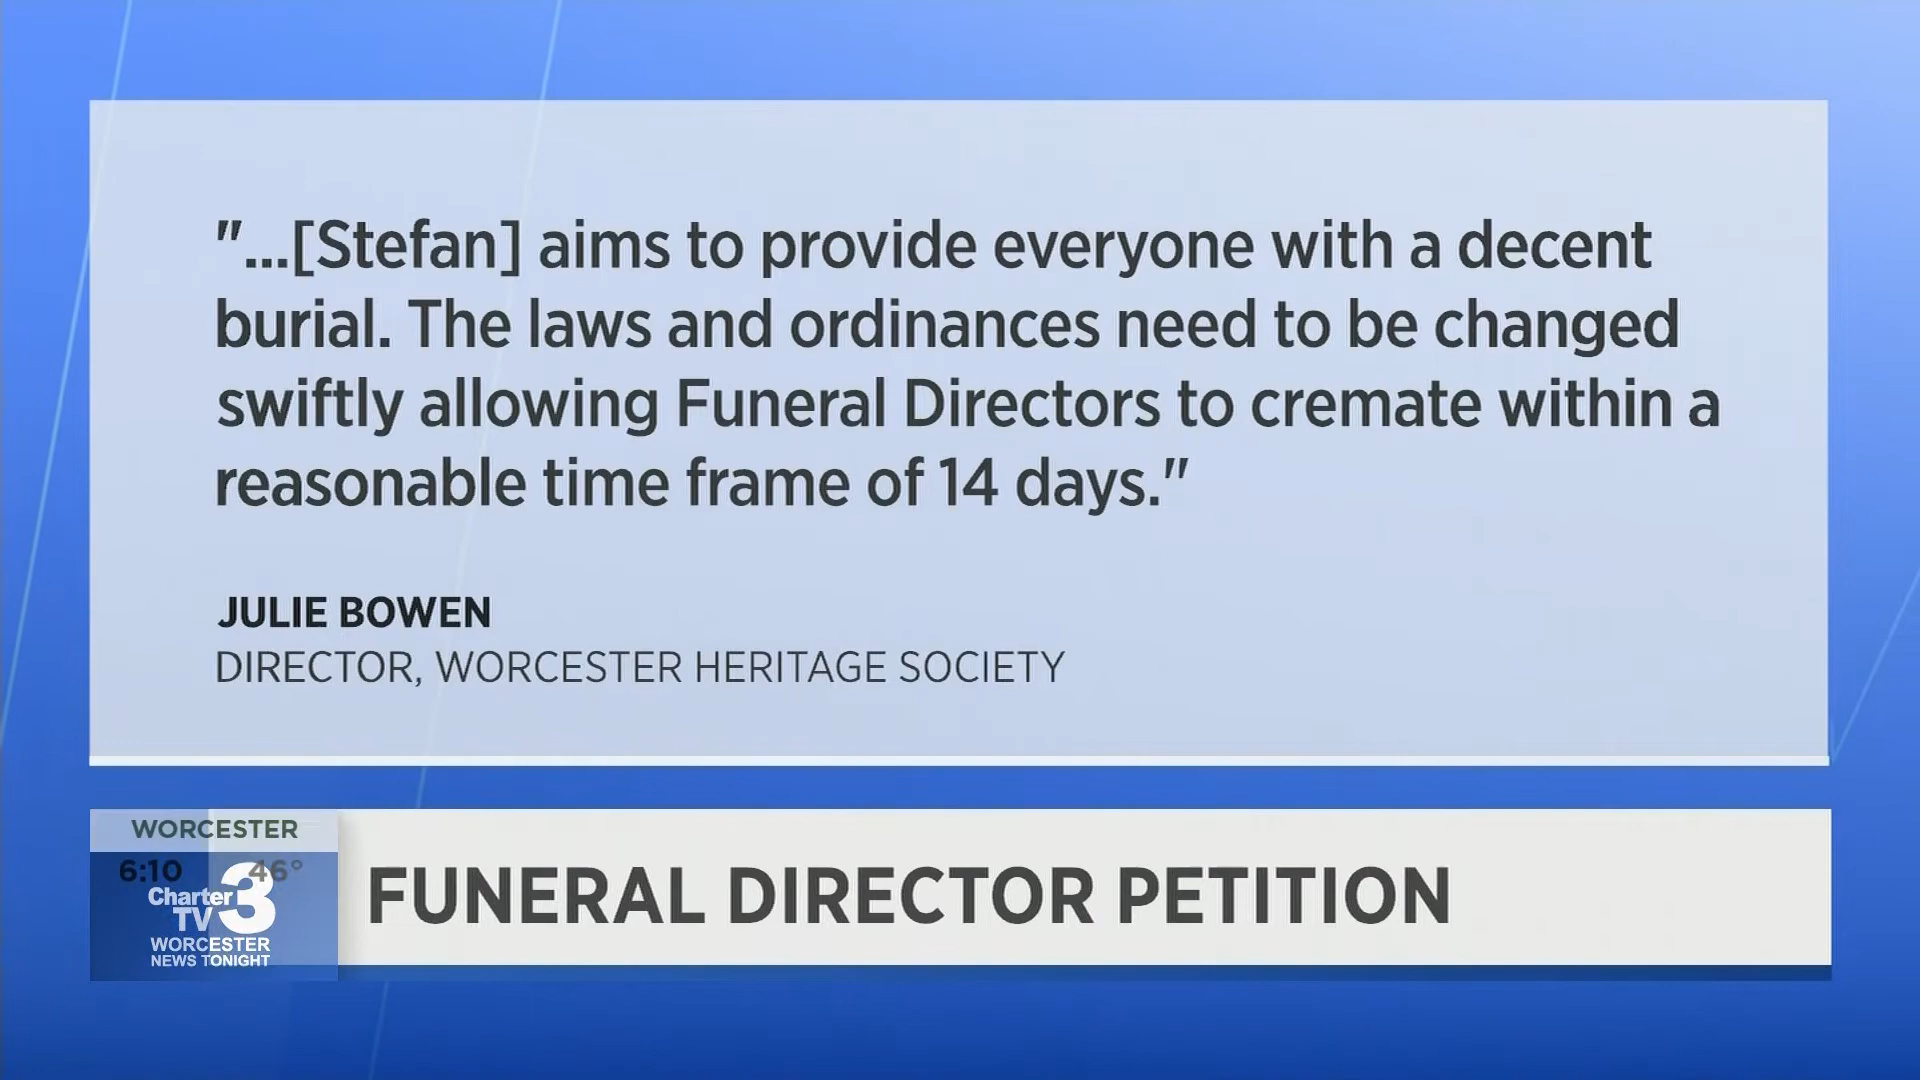 "...[Stefan] aims to provide everyone with a decent
burial. The laws and ordinances need to be changed
swiftly allowing Funeral Directors to cremate within a
reasonable time frame of 14 days."
JULIE BOWEN
DIRECTOR, WORCESTER HERITAGE SOCIETY
WORCESTER
6:10 46°
Charter
TV 3
WORCESTER
NEWS TONIGHT
FUNERAL DIRECTOR PETITION